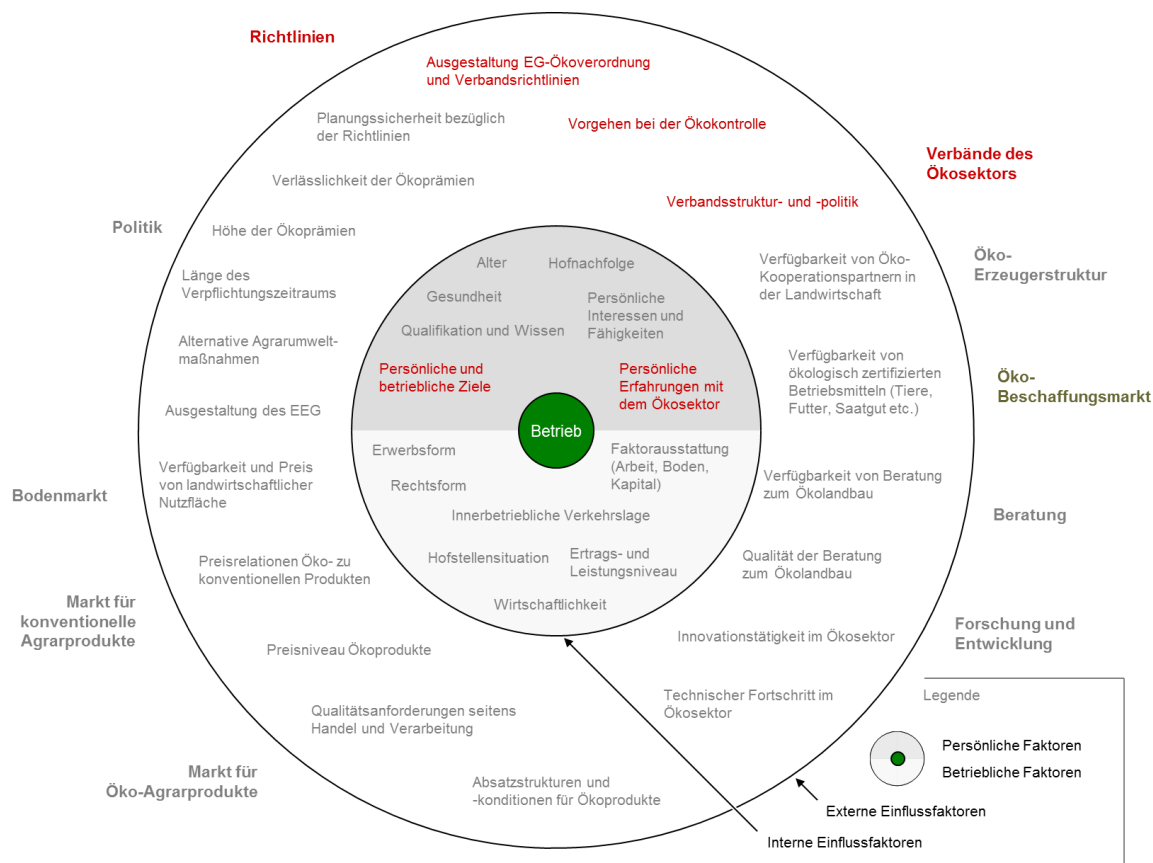 Richtlinien
Ausgestaltung EG-Ökoverordnung
und Verbandsrichtlinien
Planungssicherheit bezüglich
der Richtlinien
Vorgehen bei der Ökokontrolle
Verbände des
Ökosektors
Verlässlichkeit der Ökoprämien
Verbandsstruktur- und -politik
Politik
Höhe der Ökoprämien
Länge des
Verpflichtungszeitraums
Alternative Agrarumwelt-
maßnahmen
Ausgestaltung des EEG
Alter
Hofnachfolge
Gesundheit
Persönliche
Interessen und
Fähigkeiten
Qualifikation und Wissen
Persönliche und
betriebliche Ziele
Persönliche
Erfahrungen mit
dem Ökosektor
Betrieb
Verfügbarkeit von Öko-
Kooperationspartnern in
der Landwirtschaft
Öko-
Erzeugerstruktur
Verfügbarkeit von
ökologisch zertifizierten
Betriebsmitteln (Tiere,
Futter, Saatgut etc.)
Öko-
Beschaffungsmarkt
Erwerbsform
Faktorausstattung
(Arbeit, Boden,
Kapital)
Rechtsform
Innerbetriebliche Verkehrslage
Hofstellensituation
Ertrags- und
Leistungsniveau
Wirtschaftlichkeit
Bodenmarkt
Verfügbarkeit und Preis
von landwirtschaftlicher
Nutzfläche
Verfügbarkeit von Beratung
zum Ökolandbau
Beratung
Preisrelationen Öko- zu
konventionellen Produkten
Qualität der Beratung
zum Ökolandbau
Markt für
konventionelle
Agrarprodukte
Preisniveau Ökoprodukte
Innovationstätigkeit im Ökosektor
Forschung und
Entwicklung
Qualitätsanforderungen seitens
Handel und Verarbeitung
Technischer Fortschritt im
Ökosektor
Markt für
Öko-Agrarprodukte
Absatzstrukturen und
-konditionen für Ökoprodukte
Legende
Persönliche Faktoren
Betriebliche Faktoren
Externe Einflussfaktoren
Interne Einflussfaktoren